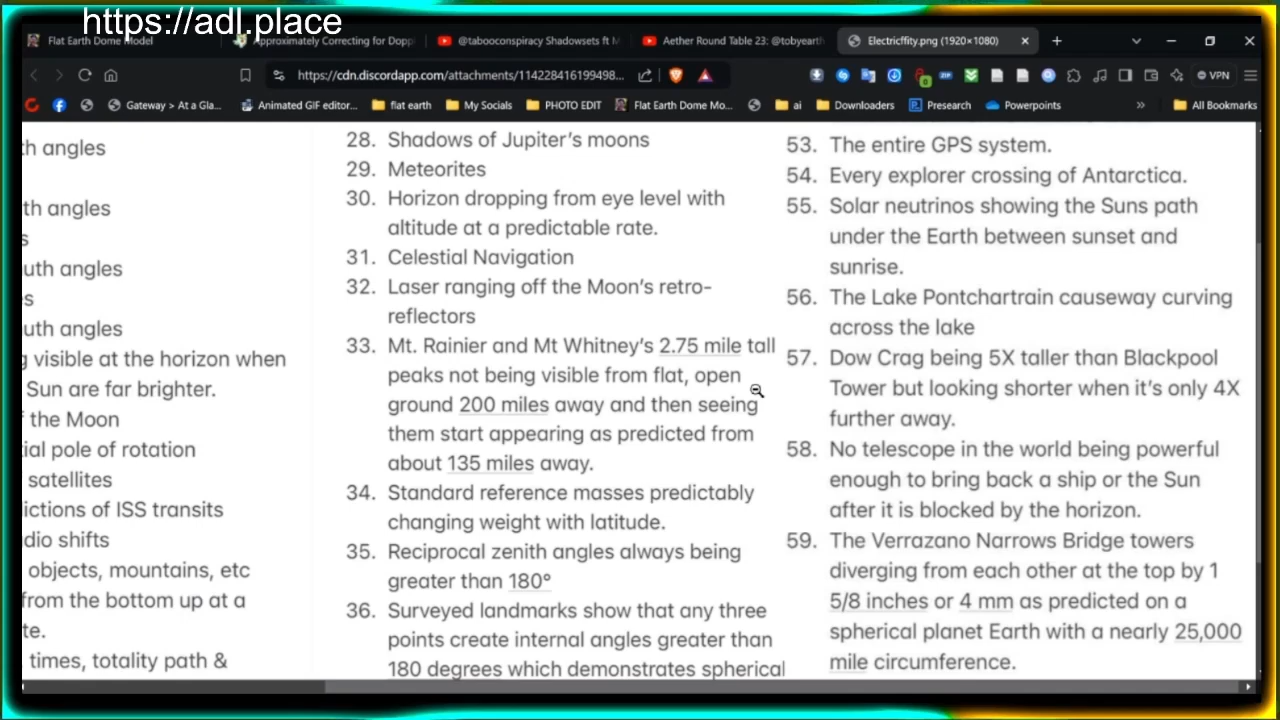 https://adl.place
Flat Earth Dome Model
Approximately Correcting for Dopp
@tabooconspiracy Shadowsets ft M
Aether Round Table 23: @tobyearth
Electricffity.png (1920×1080)
https://cdn.discordapp.com/attachments/114228416199498...
VPN
Gateway > At a Gla...
Animated GIF editor...
flat earth
My Socials
PHOTO EDIT
Flat Earth Dome Mo...
ai
Downloaders
Presearch
Powerpoints
»
All Bookmarks
th angles
th angles
s
uth angles
es
uth angles
g visible at the horizon when
Sun are far brighter.
f the Moon
ial pole of rotation
satellites
ictions of ISS transits
dio shifts
objects, mountains, etc
from the bottom up at a
te.
times, totality path &
28. Shadows of Jupiter's moons
29. Meteorites
30. Horizon dropping from eye level with
altitude at a predictable rate.
31. Celestial Navigation
32. Laser ranging off the Moon's retro-
reflectors
33. Mt. Rainier and Mt Whitney's 2.75 mile tall
peaks not being visible from flat, open
ground 200 miles away and then seeing
them start appearing as predicted from
about 135 miles away.
34. Standard reference masses predictably
changing weight with latitude.
35. Reciprocal zenith angles always being
greater than 180º
36. Surveyed landmarks show that any three
points create internal angles greater than
180 degrees which demonstrates spherical
53. The entire GPS system.
54. Every explorer crossing of Antarctica.
55. Solar neutrinos showing the Suns path
under the Earth between sunset and
sunrise.
56. The Lake Pontchartrain causeway curving
across the lake
57. Dow Crag being 5X taller than Blackpool
Tower but looking shorter when it's only 4X
further away.
58. No telescope in the world being powerful
enough to bring back a ship or the Sun
after it is blocked by the horizon.
59. The Verrazano Narrows Bridge towers
diverging from each other at the top by 1
5/8 inches or 4 mm as predicted on a
spherical planet Earth with a nearly 25,000
mile circumference.